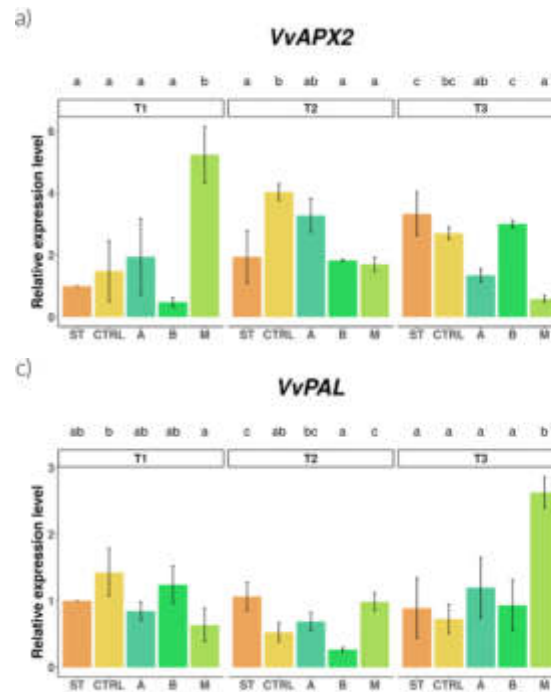 a)
VvAPX2
a a a a b a b ab a a c bc ab c a
T1 T2 T3
Relative expression level
6
4
2
0
ST CTRL A B M ST CTRL A B M ST CTRL A B M
c)
VvPAL
ab b ab ab a c ab bc a c a a a a b
T1 T2 T3
Relative expression level
3
2
1
0
ST CTRL A B M ST CTRL A B M ST CTRL A B M